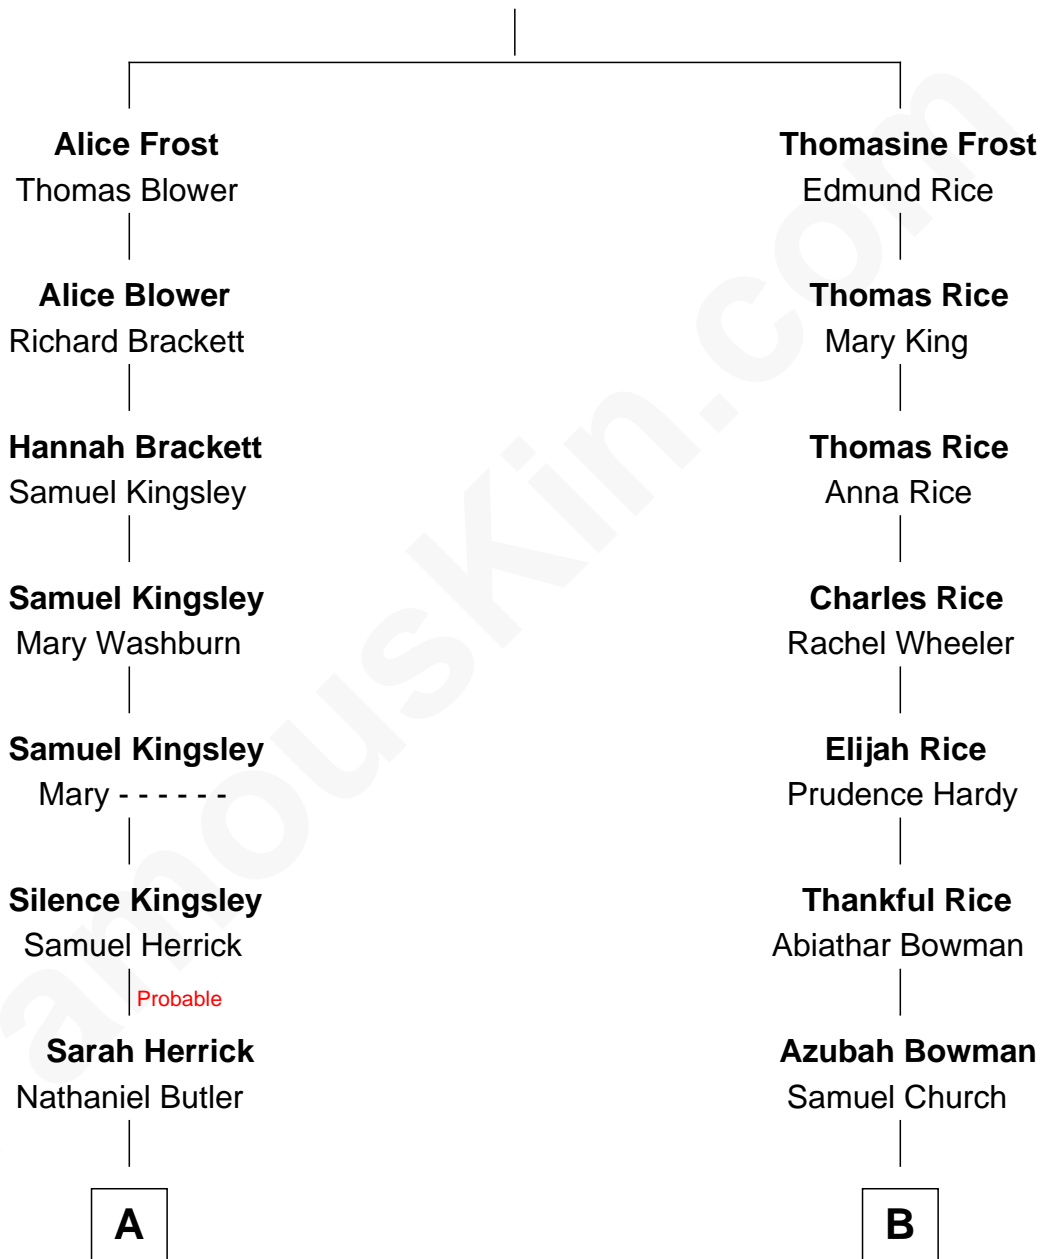 Alice Frost
Thomas Blower
Alice Blower
Richard Brackett
Hannah Brackett
Samuel Kingsley
Samuel Kingsley
Mary Washburn
Samuel Kingsley
Mary - - - - - -
Silence Kingsley
Samuel Herrick
Probable
Sarah Herrick
Nathaniel Butler
A
Thomasine Frost
Edmund Rice
Thomas Rice
Mary King
Thomas Rice
Anna Rice
Charles Rice
Rachel Wheeler
Elijah Rice
Prudence Hardy
Thankful Rice
Abiathar Bowman
Azubah Bowman
Samuel Church
B
amousKin.com